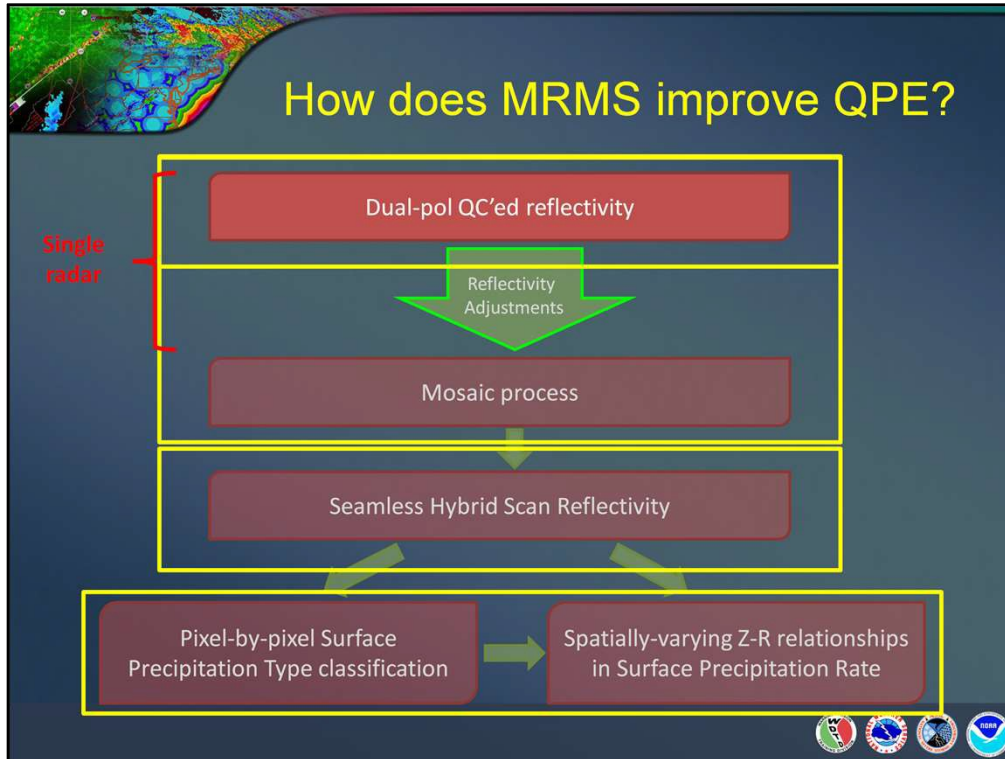 How does MRMS improve QPE?
Dual-pol QC'ed reflectivity
Single
radar
Reflectivity
Adjustments
Mosaic process
Seamless Hybrid Scan Reflectivity
Pixel-by-pixel Surface
Precipitation Type classification
Spatially-varying Z-R relationships
in Surface Precipitation Rate
NOAA